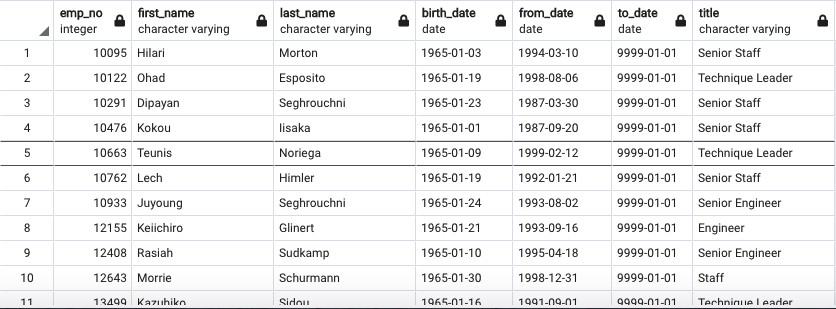 emp_no first_name last_name birth_date from_date to_date title
integer character varying character varying date date date character varying
1 10095 Hilari Morton 1965-01-03 1994-03-10 9999-01-01 Senior Staff
2 10122 Ohad Esposito 1965-01-19 1998-08-06 9999-01-01 Technique Leader
3 10291 Dipayan Seghrouchni 1965-01-23 1987-03-30 9999-01-01 Senior Staff
4 10476 Kokou Iisaka 1965-01-01 1987-09-20 9999-01-01 Senior Staff
5 10663 Teunis Noriega 1965-01-09 1999-02-12 9999-01-01 Technique Leader
6 10762 Lech Himler 1965-01-19 1992-01-21 9999-01-01 Senior Staff
7 10933 Juyoung Seghrouchni 1965-01-24 1993-08-02 9999-01-01 Senior Engineer
8 12155 Keiichiro Glinert 1965-01-21 1993-09-16 9999-01-01 Engineer
9 12408 Rasiah Sudkamp 1965-01-10 1995-04-18 9999-01-01 Senior Engineer
10 12643 Morrie Schurmann 1965-01-30 1998-12-31 9999-01-01 Staff
11 13499 Kazuhiko Sidou 1965-01-16 1991-09-01 9999-01-01 Technique Leader